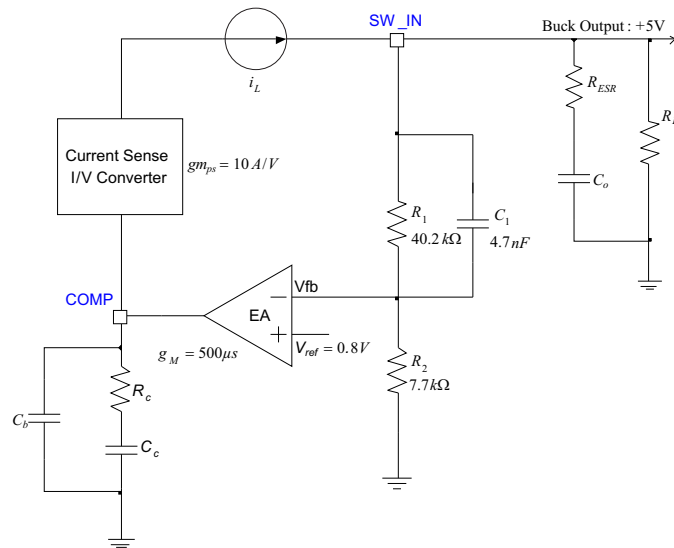 SW_IN
Buck Output : +5V
i_L
R_ESR
Current Sense
I/V Converter
gm_ps = 10 A/V
C_o
R_1
40.2 kΩ
C_1
4.7 nF
COMP
Vfb
EA
g_M = 500μs
V_ref = 0.8V
R_2
7.7 kΩ
C_b
R_c
C_c